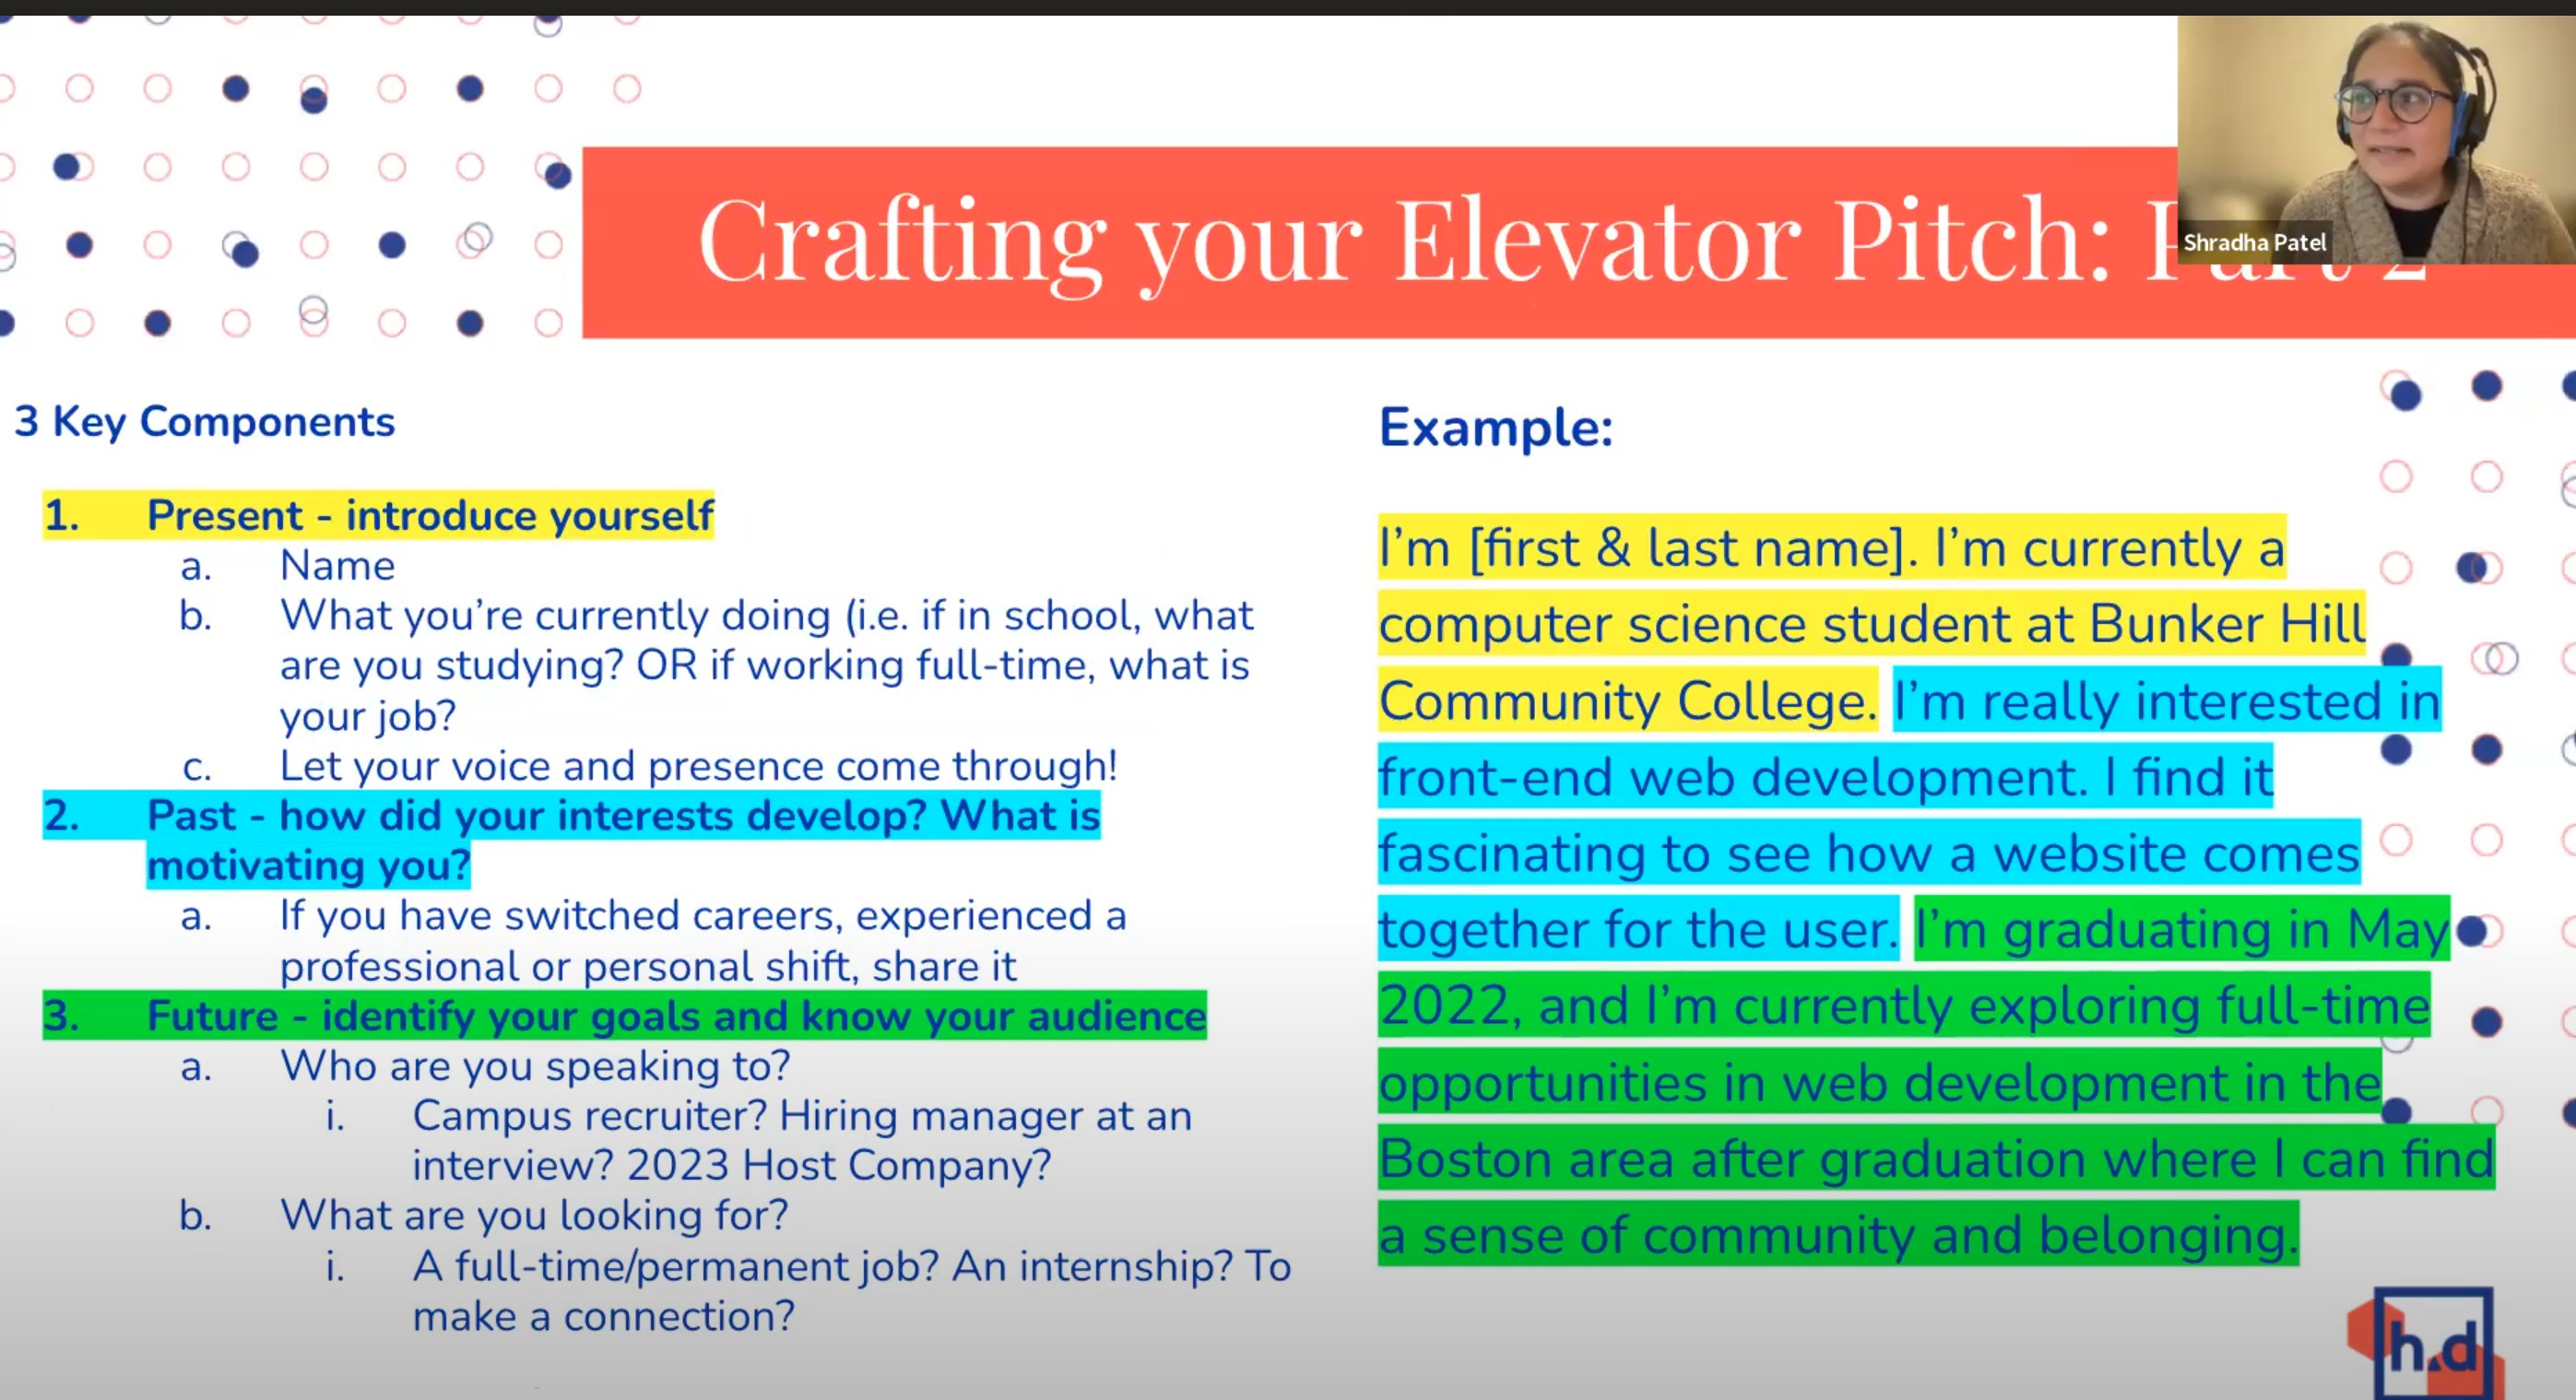 Crafting your Elevator Pitch: Part 2
Shradha Patel
3 Key Components
1. Present - introduce yourself
a. Name
b. What you're currently doing (i.e. if in school, what
are you studying? OR if working full-time, what is
your job?
c. Let your voice and presence come through!
2. Past - how did your interests develop? What is
motivating you?
a. If you have switched careers, experienced a
professional or personal shift, share it
3. Future - identify your goals and know your audience
a. Who are you speaking to?
i. Campus recruiter? Hiring manager at an
interview? 2023 Host Company?
b. What are you looking for?
i. A full-time/permanent job? An internship? To
make a connection?
Example:
I'm [first & last name]. I'm currently a
computer science student at Bunker Hill
Community College. I'm really interested in
front-end web development. I find it
fascinating to see how a website comes
together for the user. I'm graduating in May
2022, and I'm currently exploring full-time
opportunities in web development in the
Boston area after graduation where I can find
a sense of community and belonging.
h.d